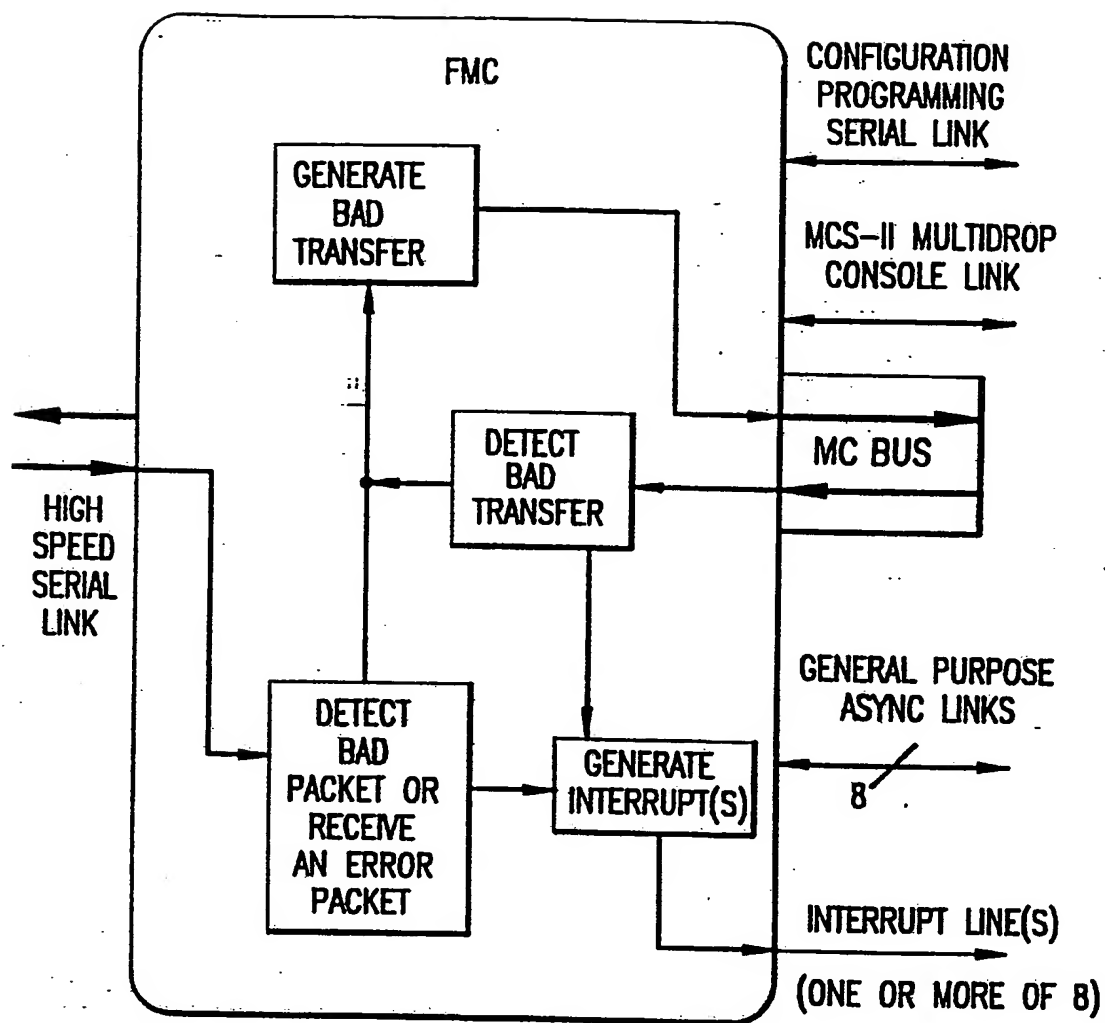 FMC
CONFIGURATION
PROGRAMMING
SERIAL LINK
GENERATE
BAD
TRANSFER
MCS-II MULTIDROP
CONSOLE LINK
DETECT
BAD
TRANSFER
MC BUS
HIGH
SPEED
SERIAL
LINK
DETECT
BAD
PACKET OR
RECEIVE
AN ERROR
PACKET
GENERATE
INTERRUPT(S)
GENERAL PURPOSE
ASYNC LINKS
8
INTERRUPT LINE(S)
(ONE OR MORE OF 8)